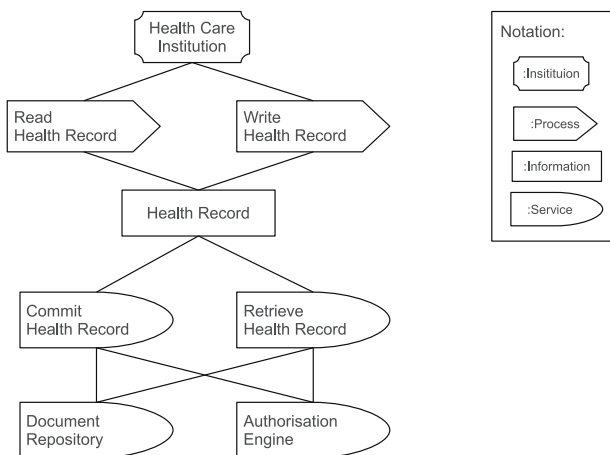 Health Care
Institution
Notation:
:Insitituion
Read
Health Record
Write
Health Record
:Process
:Information
Health Record
:Service
Commit
Health Record
Retrieve
Health Record
Document
Repository
Authorisation
Engine